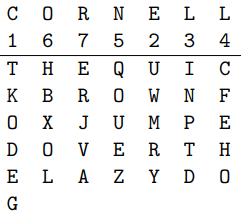 C O R N E L L
1 6 7 5 2 3 4
T H E Q U I C
K B R O W N F
O X J U M P E
D O V E R T H
E L A Z Y D O
G